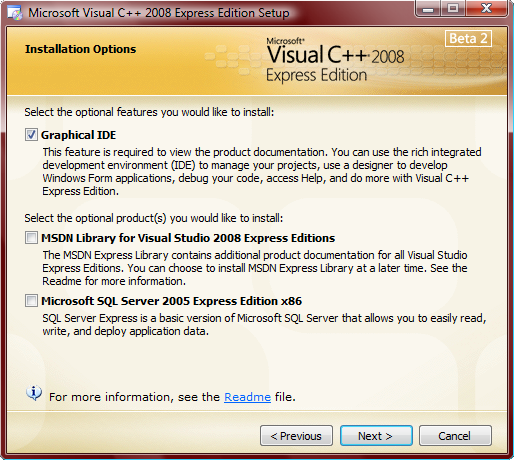 Microsoft Visual C++ 2008 Express Edition Setup
Beta 2
Installation Options
Microsoft®
Visual C++ 2008
Express Edition
Select the optional features you would like to install:
Graphical IDE
This feature is required to view the product documentation. You can use the rich integrated
development environment (IDE) to manage your projects, use a designer to develop
Windows Form applications, debug your code, access Help, and do more with Visual C++
Express Edition.
Select the optional product(s) you would like to install:
MSDN Library for Visual Studio 2008 Express Editions
The MSDN Express Library contains additional product documentation for all Visual Studio
Express Editions. You can choose to install MSDN Express Library at a later time. See the
Readme for more information.
Microsoft SQL Server 2005 Express Edition x86
SQL Server Express is a basic version of Microsoft SQL Server that allows you to easily read,
write, and deploy application data.
For more information, see the Readme file.
< Previous
Next >
Cancel